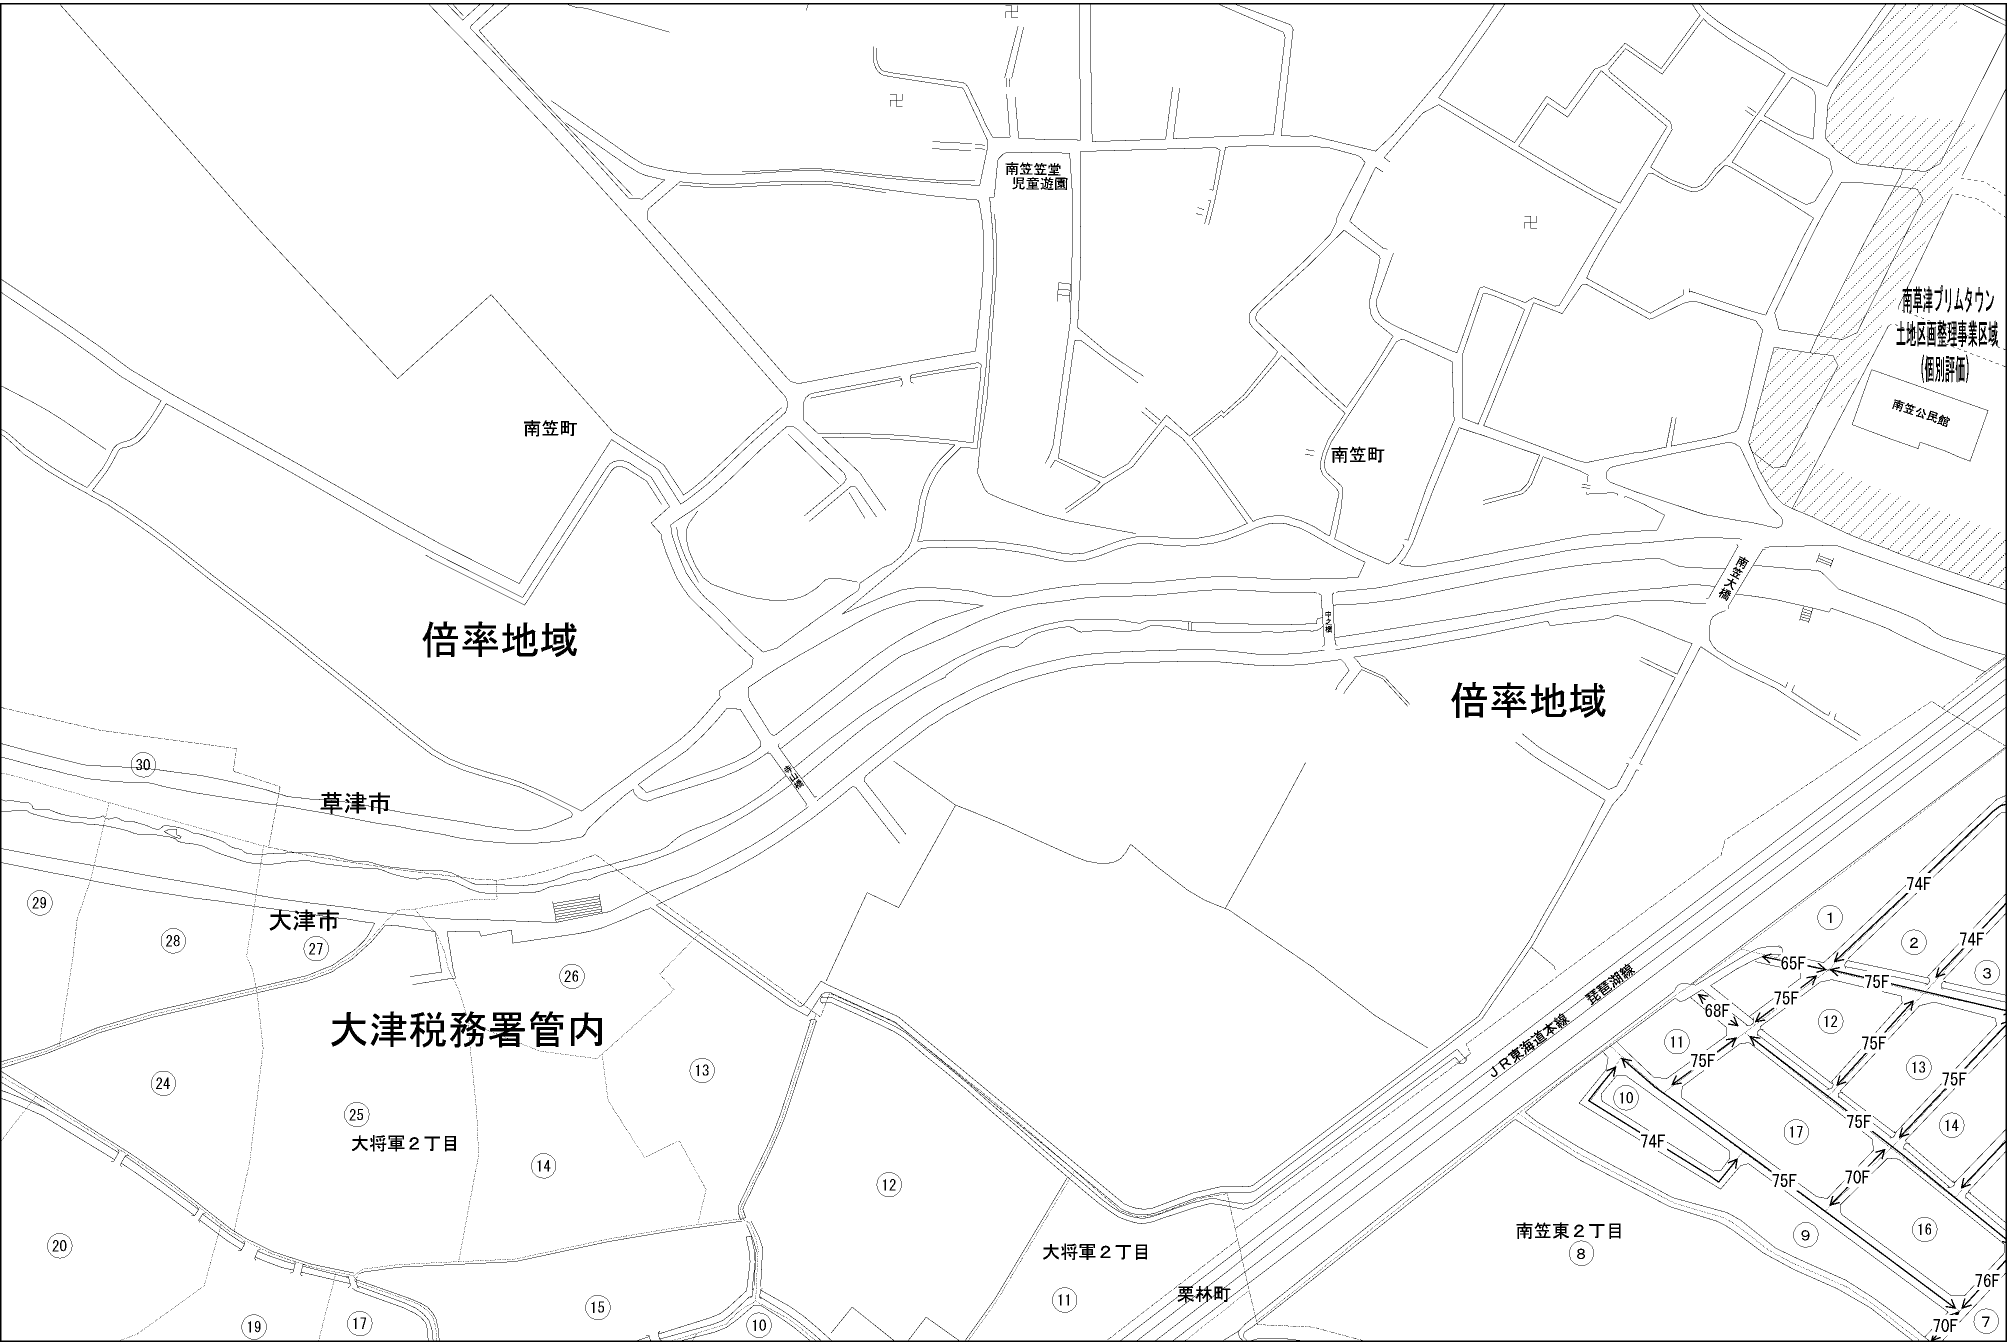 南笠笠堂
児童遊園
南草津プリムタウン
土地区画整理事業区域
(個別評価)
南笠公民館
南笠町
南笠町
南笠大橋
中之橋
倍率地域
倍率地域
30
草津市
74F
29
28
大津市
27
26
1
2
74F
3
65F
75F
琵琶湖線
75F
68F
大津税務署管内
12
JR東海道本線
11
75F
75F
13
13
24
75F
10
25
大将軍2丁目
74F
17
75F
14
14
75F
70F
12
南笠東2丁目
16
9
8
20
大将軍2丁目
76F
栗林町
11
15
19
17
10
70F
7